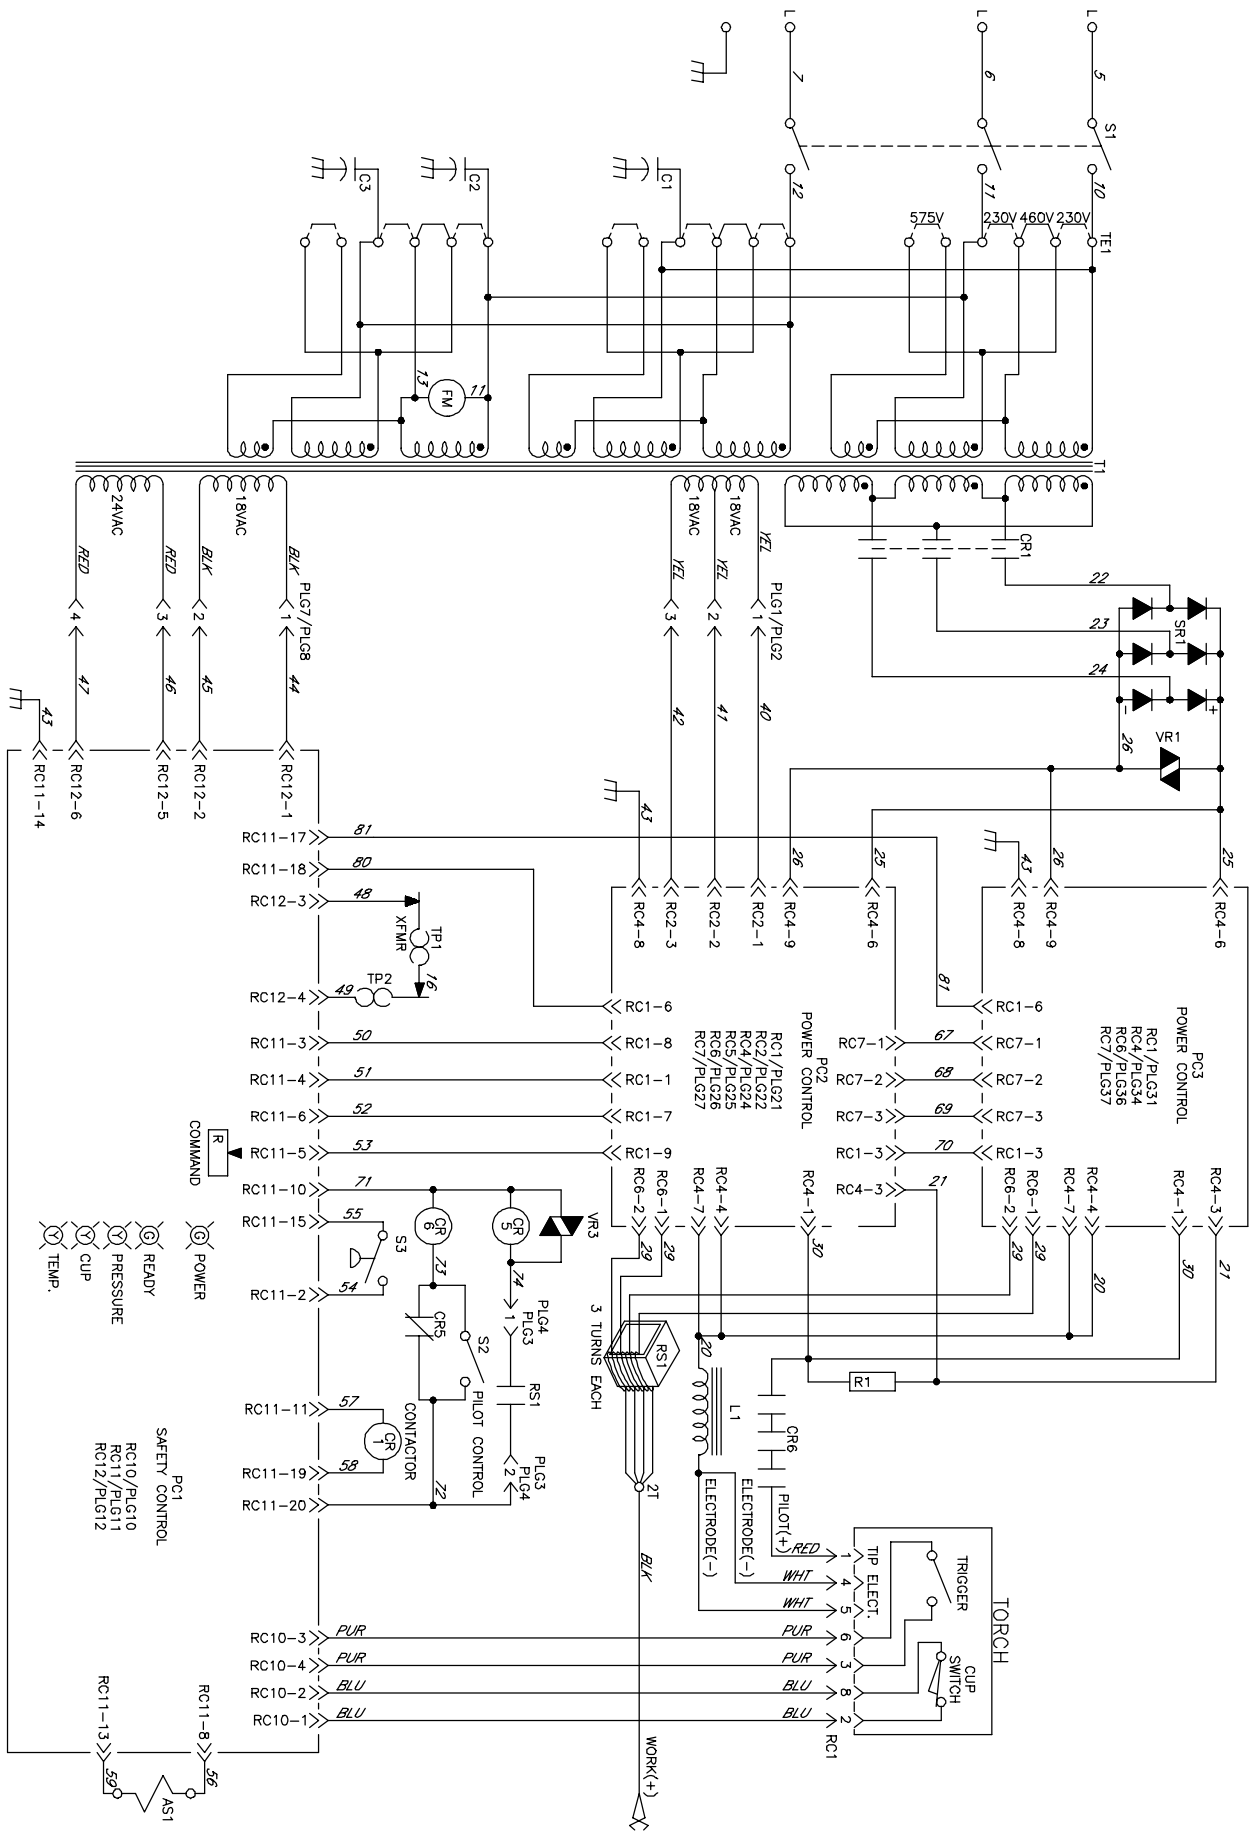 L
L
L
7
6
5
S1
12
11
10
C3
C2
C1
575V
230V
460V
230V
TE1
13
FM
11
T1
24VAC
18VAC
18VAC
18VAC
CR1
RED
RED
BLK
BLK
YEL
YEL
YEL
22
23
24
SR1
4
3
2
1
PLG7/PLG8
3
2
1
PLG1/PLG2
-
+
47
46
45
44
42
41
40
26
VR1
43
RC11-14
RC12-6
RC12-5
RC12-2
RC12-1
43
26
25
43
26
25
RC4-8
RC2-3
RC2-2
RC2-1
RC4-9
RC4-6
RC4-8
RC4-9
RC4-6
RC11-17
81
RC11-18
80
RC12-3
48
TP1
XFMR
16
TP2
RC12-4
49
81
RC1-6
RC1-6
RC11-3
50
RC1-8
RC7-1
67
RC7-1
RC11-4
51
RC1-1
RC7-2
68
RC7-2
RC11-6
52
RC1-7
RC7-3
69
RC7-3
RC11-5
53
RC1-9
RC1-3
70
RC1-3
RC4-3
21
PC2
POWER CONTROL
RC1/PLG21
RC2/PLG22
RC4/PLG24
RC5/PLG25
RC6/PLG26
RC7/PLG27
PC3
POWER CONTROL
RC1/PLG31
RC4/PLG34
RC6/PLG36
RC7/PLG37
R
COMMAND
RC11-10
71
RC11-15
55
S3
RC11-2
54
CR
6
CR
5
VR3
73
74
CR5
S2
PILOT CONTROL
PLG4
PLG3
1
RS1
PLG3
PLG4
2
RC6-2
RC6-1
RC4-7
RC4-4
RC4-1
RC6-2
RC6-1
RC4-7
RC4-4
RC4-1
RC4-3
29
29
30
29
29
20
30
21
3 TURNS EACH
RS1
20
L1
R1
CR6
G
POWER
G
READY
Y
PRESSURE
Y
CUP
Y
TEMP.
RC11-11
57
CR
1
CONTACTOR
RC11-19
58
RC11-20
72
PC1
SAFETY CONTROL
RC10/PLG10
RC11/PLG11
RC12/PLG12
2T
BLK
WORK(+)
ELECTRODE(-)
ELECTRODE(-)
PILOT(+)
RED
1
TIP
WHT
4
ELECT.
WHT
5
TRIGGER
TORCH
RC10-3
PUR
PUR
6
RC10-4
PUR
PUR
3
CUP
SWITCH
RC10-2
BLU
BLU
8
RC10-1
BLU
BLU
2
RC1
RC11-13
RC11-8
59
56
AS1